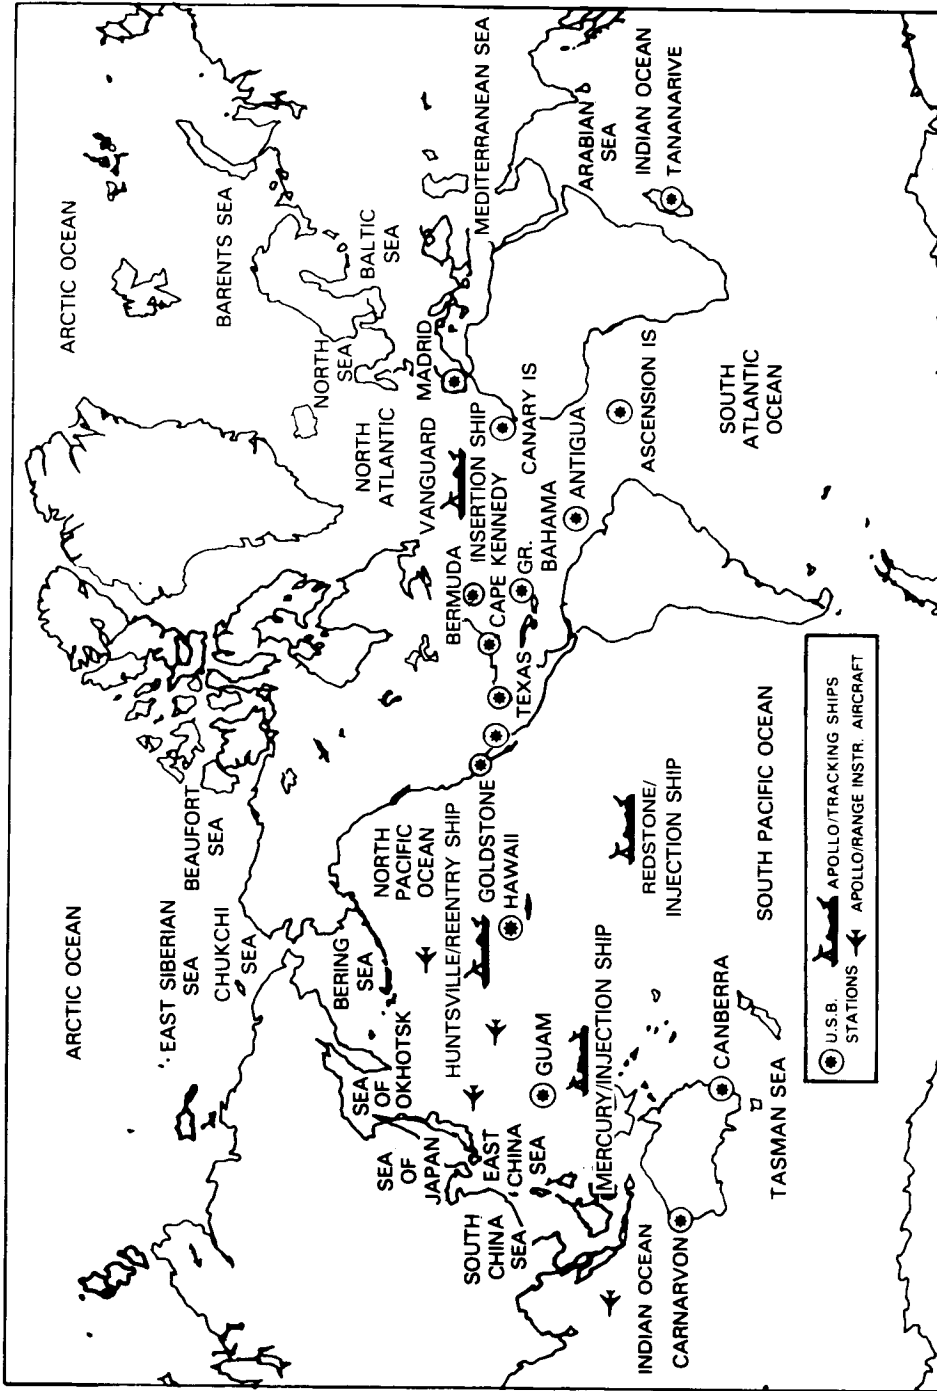 ARCTIC OCEAN
ARCTIC OCEAN
EAST SIBERIAN
SEA
CHUKCHI
SEA
BEAUFORT
SEA
BARENTS SEA
BERING
SEA
SEA
OF
OKHOTSK
SEA
OF
JAPAN
NORTH
PACIFIC
OCEAN
NORTH
ATLANTIC
NORTH
SEA
BALTIC
SEA
HUNTSVILLE/REENTRY SHIP
GOLDSTONE
HAWAII
TEXAS
BERMUDA
CAPE KENNEDY
GR.
BAHAMA
VANGUARD
INSERTION SHIP
MADRID
CANARY IS
ANTIGUA
MEDITERRANEAN SEA
SOUTH
CHINA
SEA
EAST
CHINA
SEA
GUAM
MERCURY/INJECTION SHIP
REDSTONE/
INJECTION SHIP
ASCENSION IS
ARABIAN
SEA
INDIAN OCEAN
TANANARIVE
INDIAN OCEAN
CARNARVON
CANBERRA
TASMAN SEA
SOUTH PACIFIC OCEAN
SOUTH
ATLANTIC
OCEAN
U.S.B.
STATIONS
APOLLO/TRACKING SHIPS
APOLLO/RANGE INSTR. AIRCRAFT